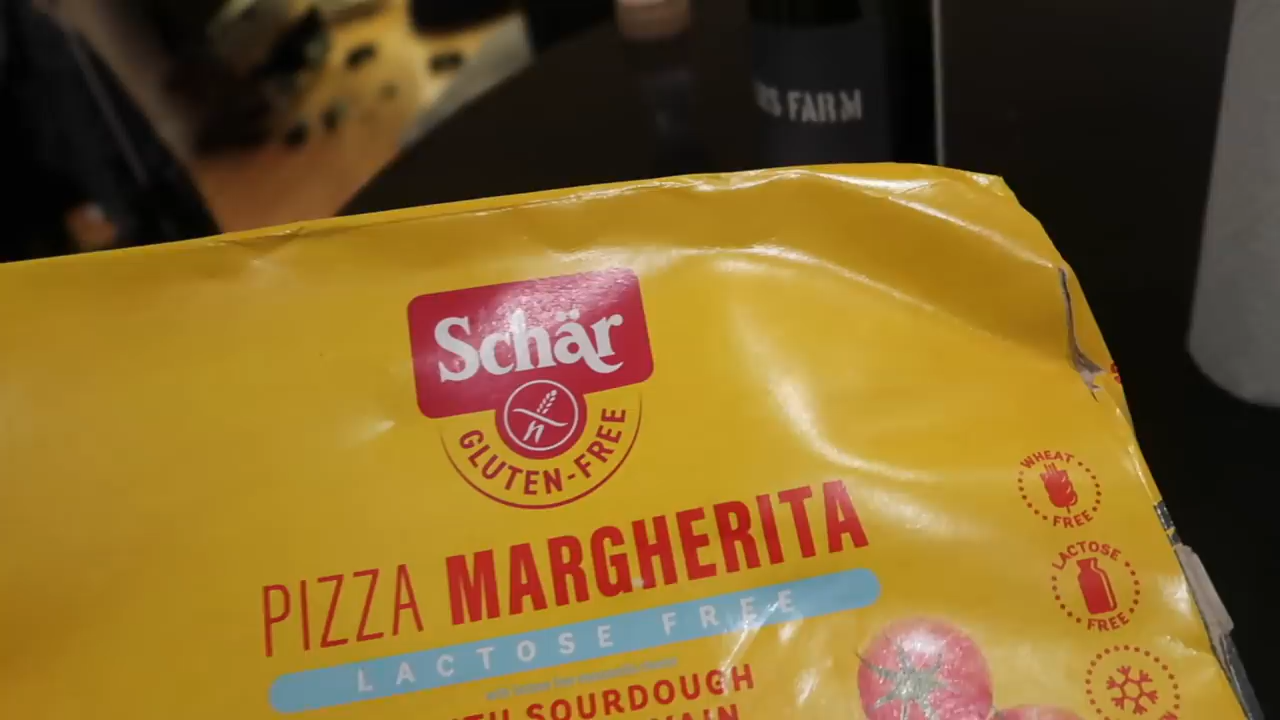 FARM
Schär
GLUTEN-FREE
WHEAT
FREE
PIZZA MARGHERITA
LACTOSE FREE
LACTOSE
FREE
SOURDOUGH